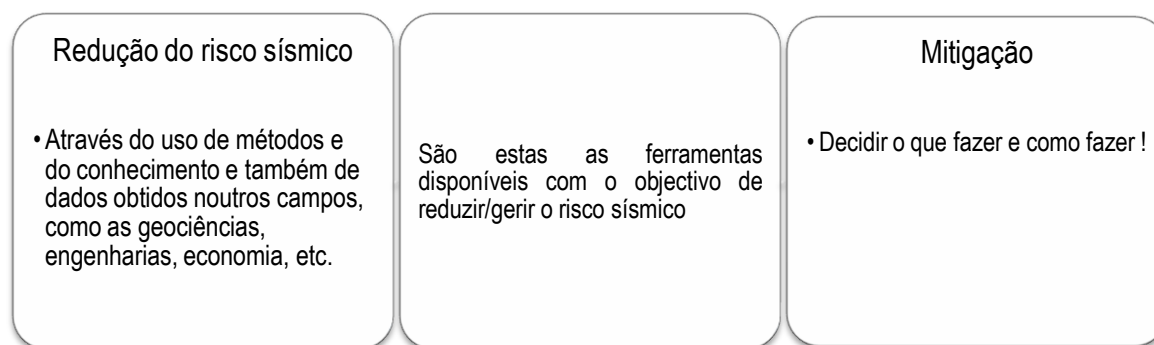 Redução do risco sísmico
• Através do uso de métodos e
do conhecimento e também de
dados obtidos noutros campos,
como as geociências,
engenharias, economia, etc.
São estas as ferramentas
disponíveis com o objectivo de
reduzir/gerir o risco sísmico
Mitigação
• Decidir o que fazer e como fazer !